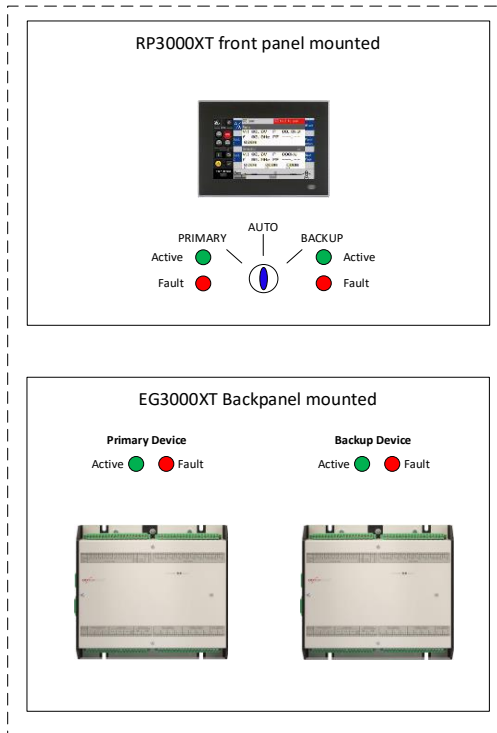 RP3000XT front panel mounted
AUTO
PRIMARY BACKUP
Active Active
Fault Fault
EG3000XT Backpanel mounted
Primary Device Backup Device
Active Fault Active Fault